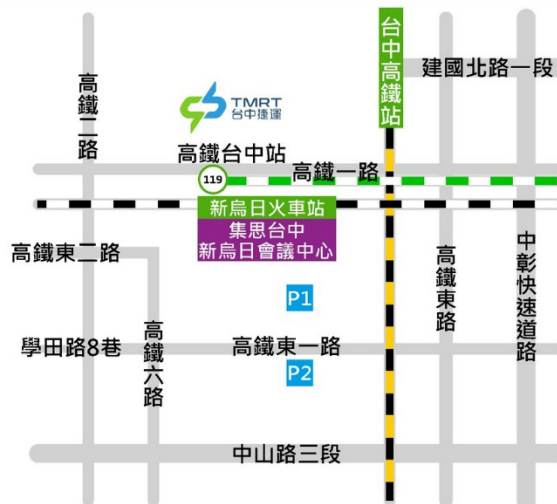 台中高鐵站
建國北路一段
高鐵二路
TMRT
台中捷運
高鐵台中站
高鐵一路
119
新烏日火車站
集思台中
新烏日會議中心
高鐵東二路
高鐵東路
中彰快速道路
P1
高鐵六路
學田路8巷
高鐵東一路
P2
中山路三段